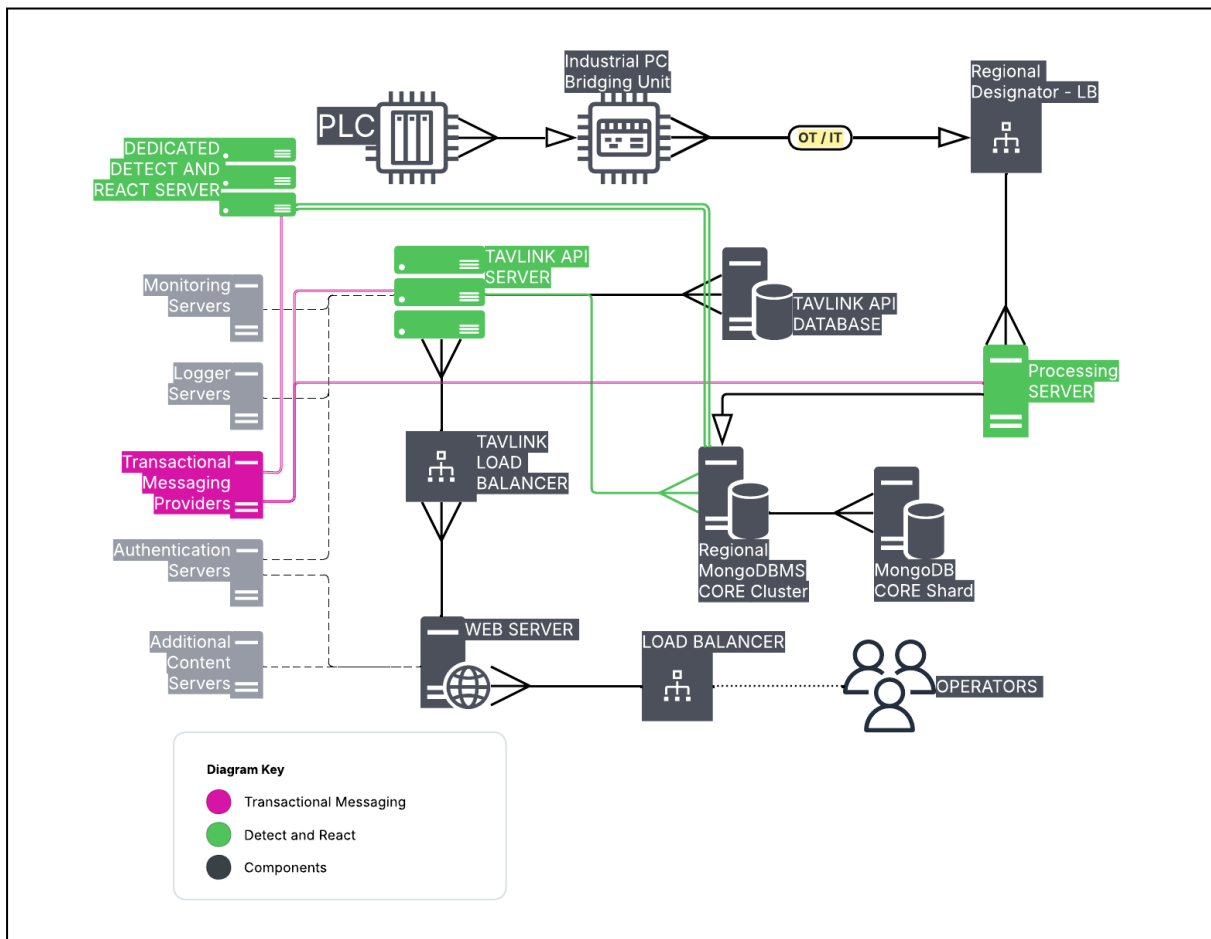 Industrial PC
Bridging Unit
Regional
Designator - LB
PLC
OT / IT
DEDICATED
DETECT AND
REACT SERVER
TAVLINK API
SERVER
Monitoring
Servers
TAVLINK API
DATABASE
Logger
Servers
Processing
SERVER
Transactional
Messaging
Providers
TAVLINK
LOAD
BALANCER
Authentication
Servers
Regional
MongoDBMS
CORE Cluster
MongoDB
CORE Shard
Additional
Content
Servers
WEB SERVER
LOAD BALANCER
OPERATORS
Diagram Key
Transactional Messaging
Detect and React
Components